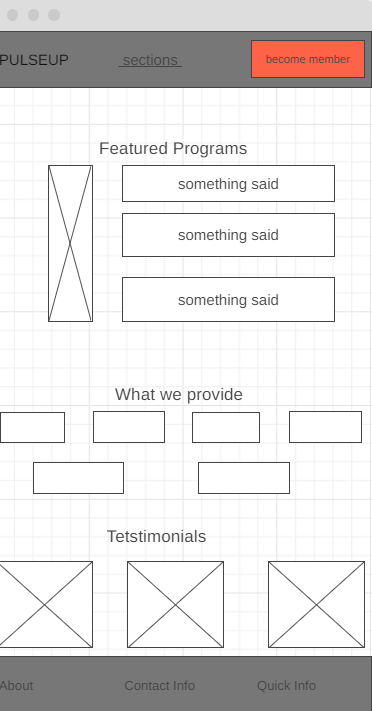 PULSEUP
sections
become member
Featured Programs
something said
something said
something said
What we provide
Tetstimonials
About
Contact Info
Quick Info